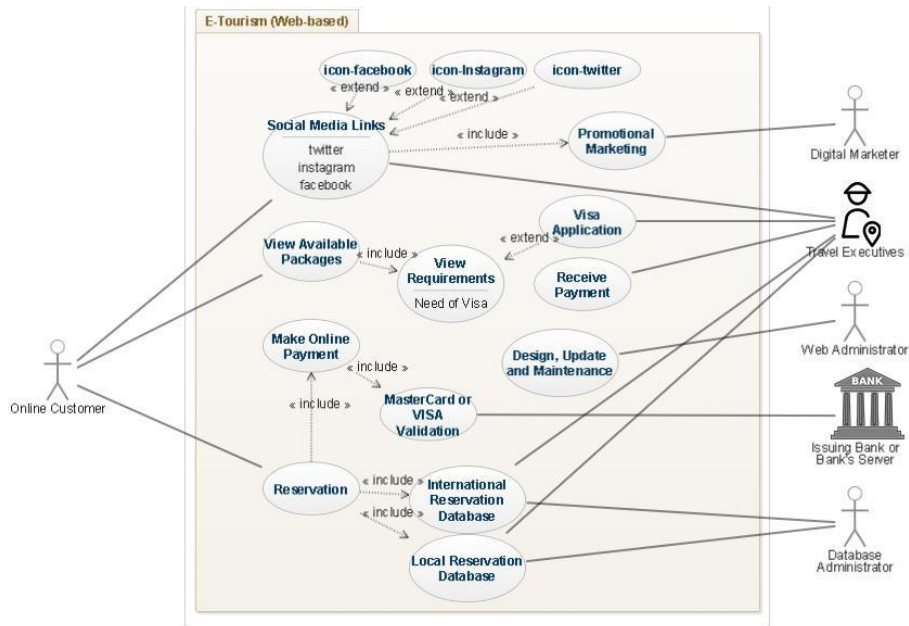 E-Tourism (Web-based)
icon-facebook
icon-Instagram
icon-twitter
« extend »
« extend »
« extend »
Social Media Links
twitter
instagram
facebook
« include »
Promotional
Marketing
Digital Marketer
View Available
Packages
« include »
View
Requirements
Need of Visa
« extend »
Visa
Application
Receive
Payment
Travel Executives
Make Online
Payment
« include »
« include »
MasterCard or
VISA
Validation
Design, Update
and Maintenance
Web Administrator
Online Customer
BANK
Issuing Bank or
Bank's Server
Reservation
« include »
« include »
International
Reservation
Database
Local Reservation
Database
Database
Administrator